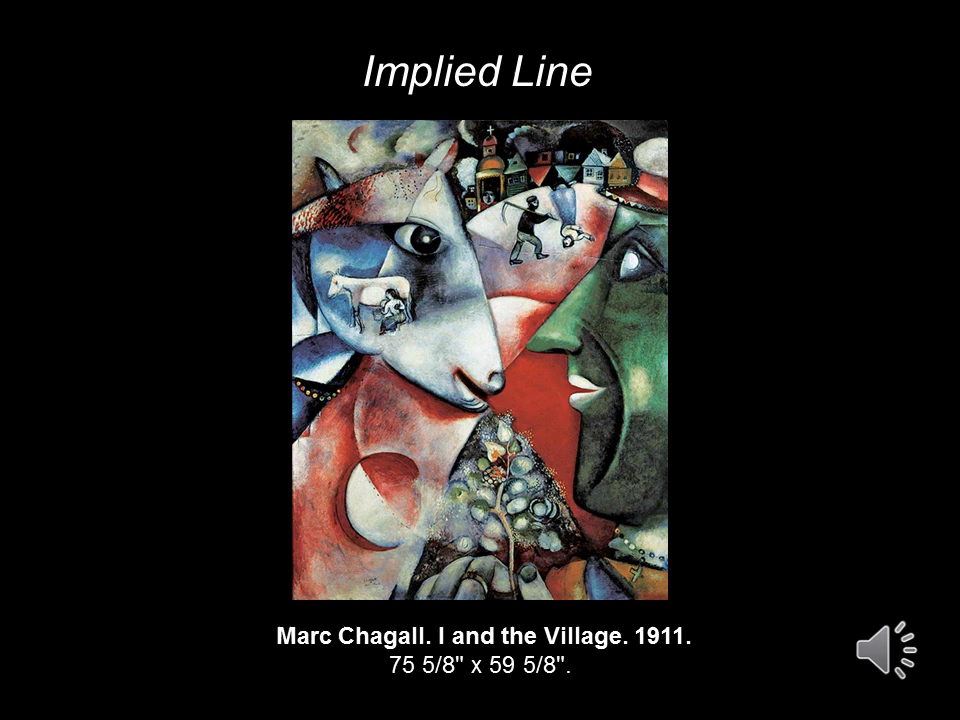 Implied Line
Marc Chagall. I and the Village. 1911.
75 5/8" x 59 5/8".